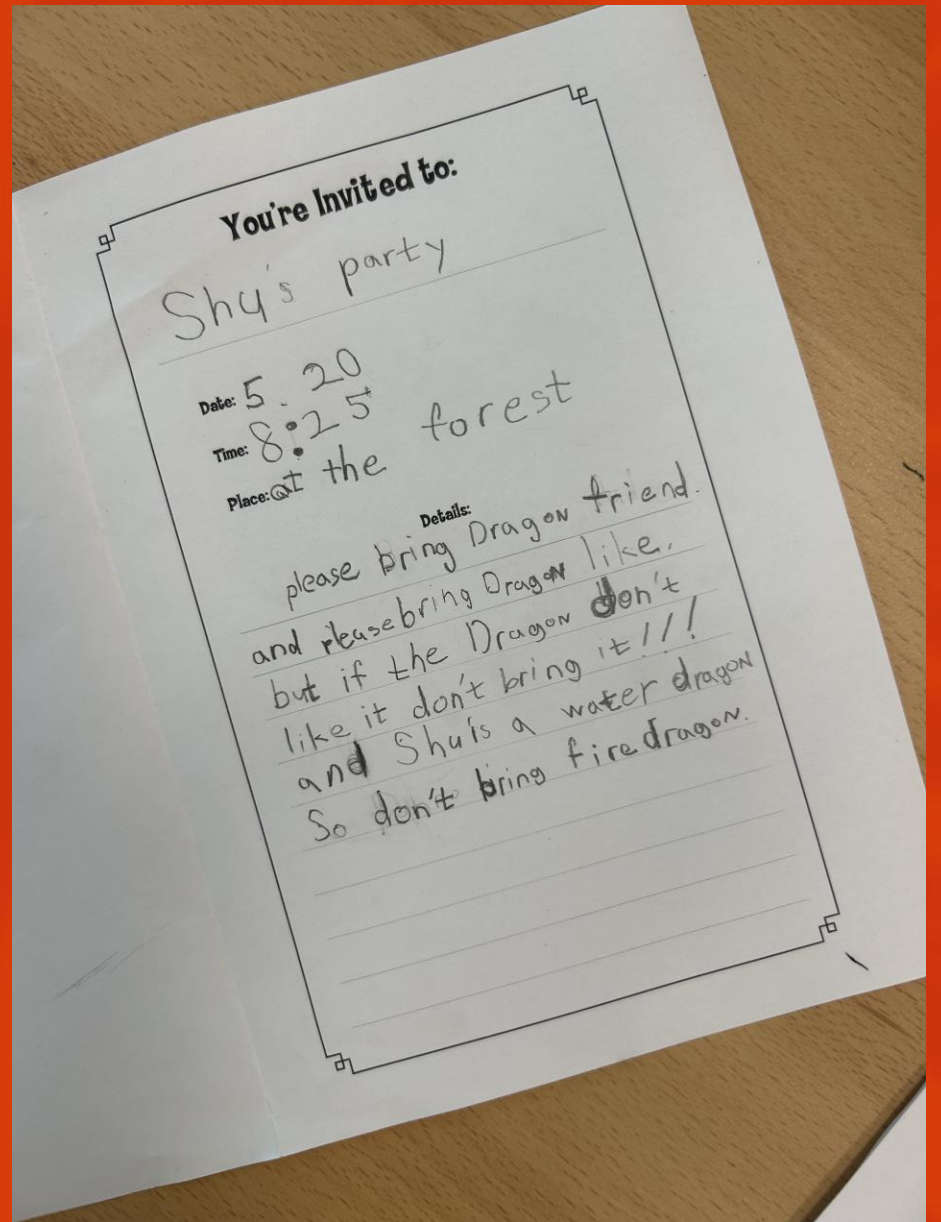 You're Invited to:
Shu's party
Date: 5. 20
Time: 8:25
Place: at the forest
Details:
please bring Dragon friend.
and please bring Dragon like.
but if the Dragon don't
like it don't bring it!!!
and Shu is a water dragon
So don't bring fire dragon.